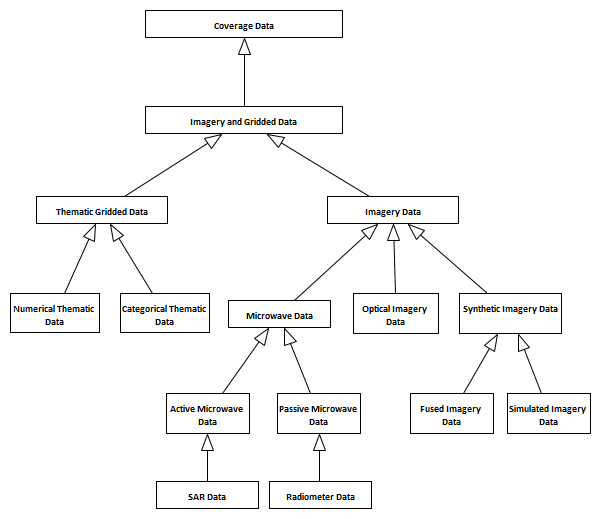 Coverage Data
Imagery and Gridded Data
Thematic Gridded Data
Imagery Data
Numerical Thematic
Data
Categorical Thematic
Data
Microwave Data
Optical Imagery
Data
Synthetic Imagery Data
Active Microwave
Data
Passive Microwave
Data
Fused Imagery
Data
Simulated Imagery
Data
SAR Data
Radiometer Data